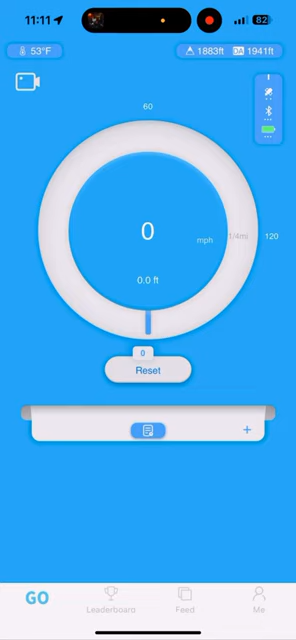 11:11
82
53°F
1883ft DA 1941ft
60
0
mph
1/4mi
120
0.0 ft
0
Reset
+
GO
Leaderboard
Feed
Me